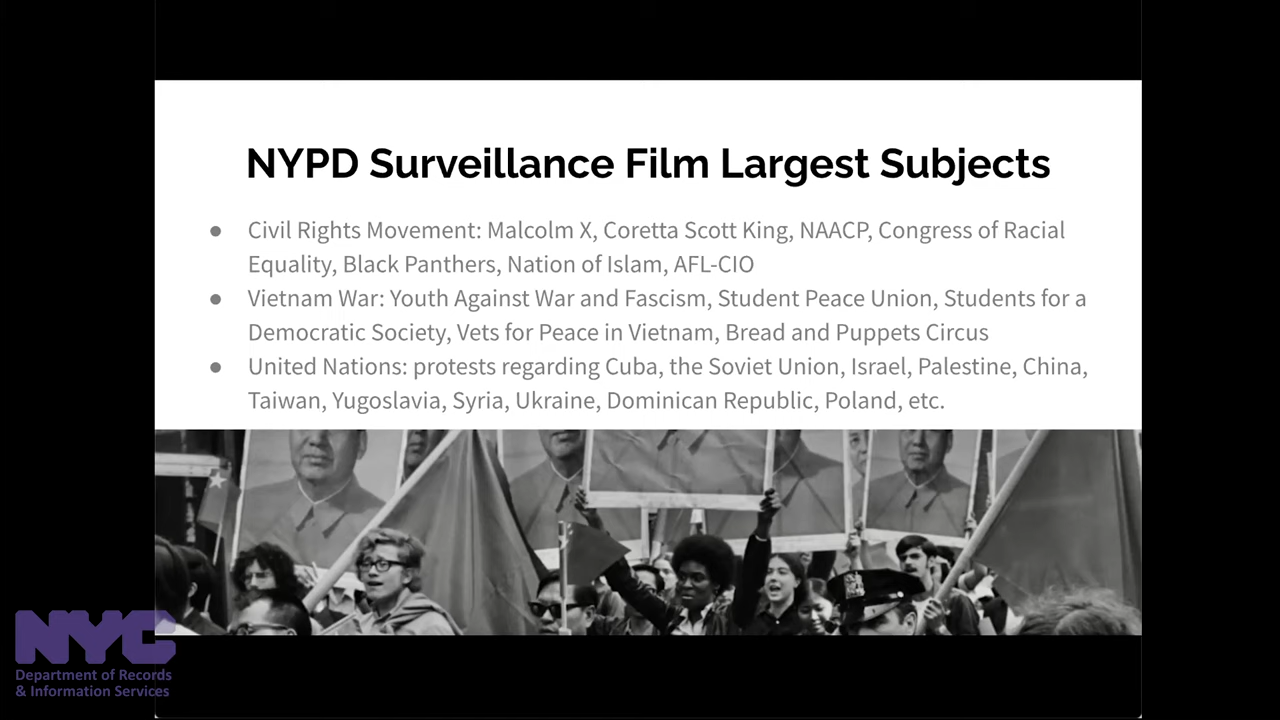 NYPD Surveillance Film Largest Subjects
● Civil Rights Movement: Malcolm X, Coretta Scott King, NAACP, Congress of Racial
Equality, Black Panthers, Nation of Islam, AFL-CIO
● Vietnam War: Youth Against War and Fascism, Student Peace Union, Students for a
Democratic Society, Vets for Peace in Vietnam, Bread and Puppets Circus
● United Nations: protests regarding Cuba, the Soviet Union, Israel, Palestine, China,
Taiwan, Yugoslavia, Syria, Ukraine, Dominican Republic, Poland, etc.
NYC
Department of Records
& Information Services